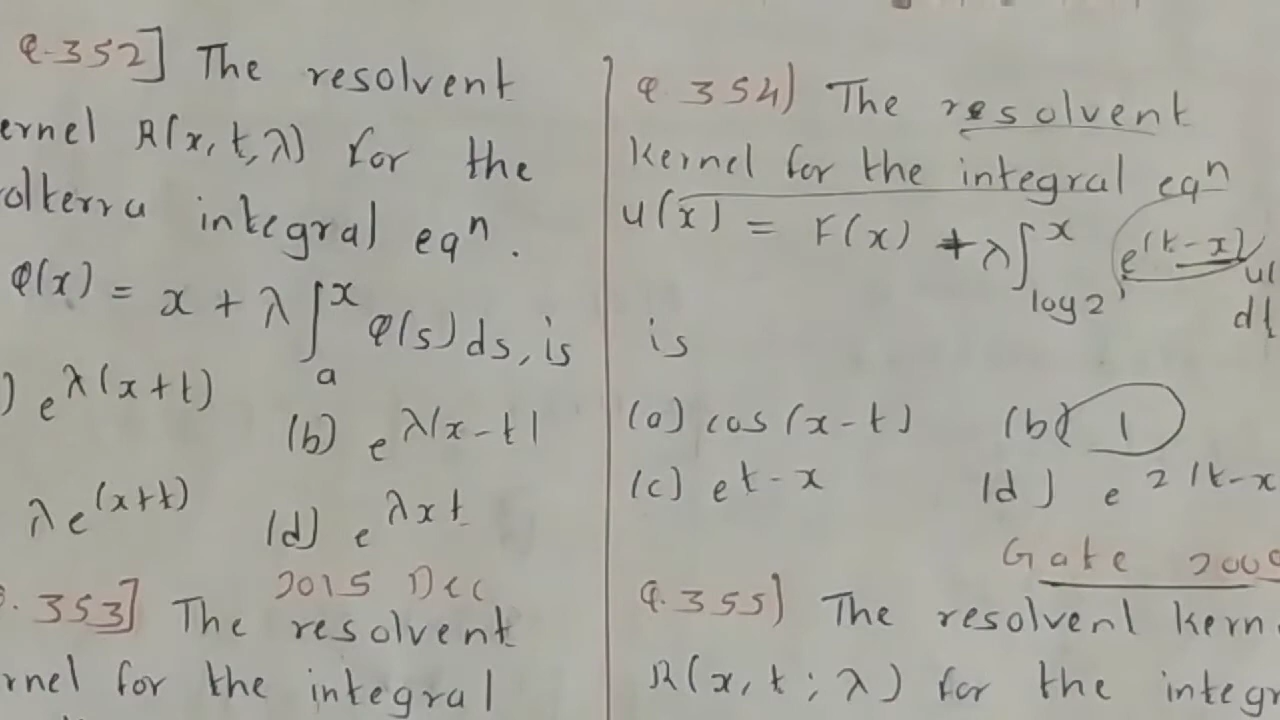 Q.352] The resolvent
ernel R(x,t,λ) for the
olterra integral eqⁿ.
φ(x) = x + λ∫ₐˣ φ(s)ds, is
) e^λ(x+t)
(b) e^λ(x-t)
λe^(x+t)
(d) e^λxt
2015 Dec
353] The resolvent
rnel for the integral
Q.354) The resolvent
Kernel for the integral eqⁿ
u(x) = F(x) + λ∫_{log2}^x e^(t-x) u(
dt
is
(a) cos(x-t) (b) 1
(c) e^t-x (d) e^2(t-x
Gate 200
Q.355) The resolvent kern
R(x,t;λ) for the integr